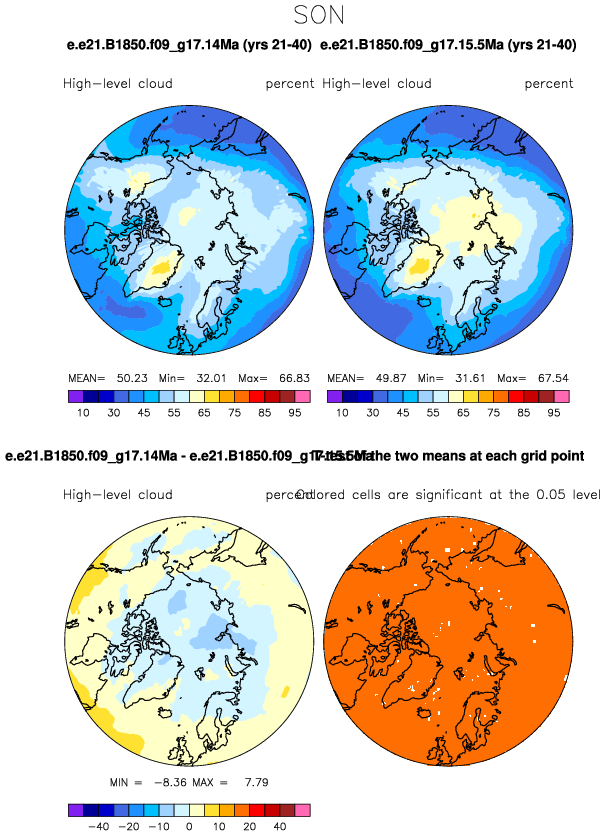 SON
e.e21.B1850.f09_g17.14Ma (yrs 21-40) e.e21.B1850.f09_g17.15.5Ma (yrs 21-40)
High-level cloud percent High-level cloud percent
MEAN= 50.23 Min= 32.01 Max= 66.83 MEAN= 49.87 Min= 31.61 Max= 67.54
10 30 45 55 65 75 85 95 10 30 45 55 65 75 85 95
e.e21.B1850.f09_g17.14Ma - e.e21.B1850.f09_g17.15.5Ma T-test of the two means at each grid point
High-level cloud percent Colored cells are significant at the 0.05 level
MIN = -8.36 MAX = 7.79
-40 -20 -10 0 10 20 40